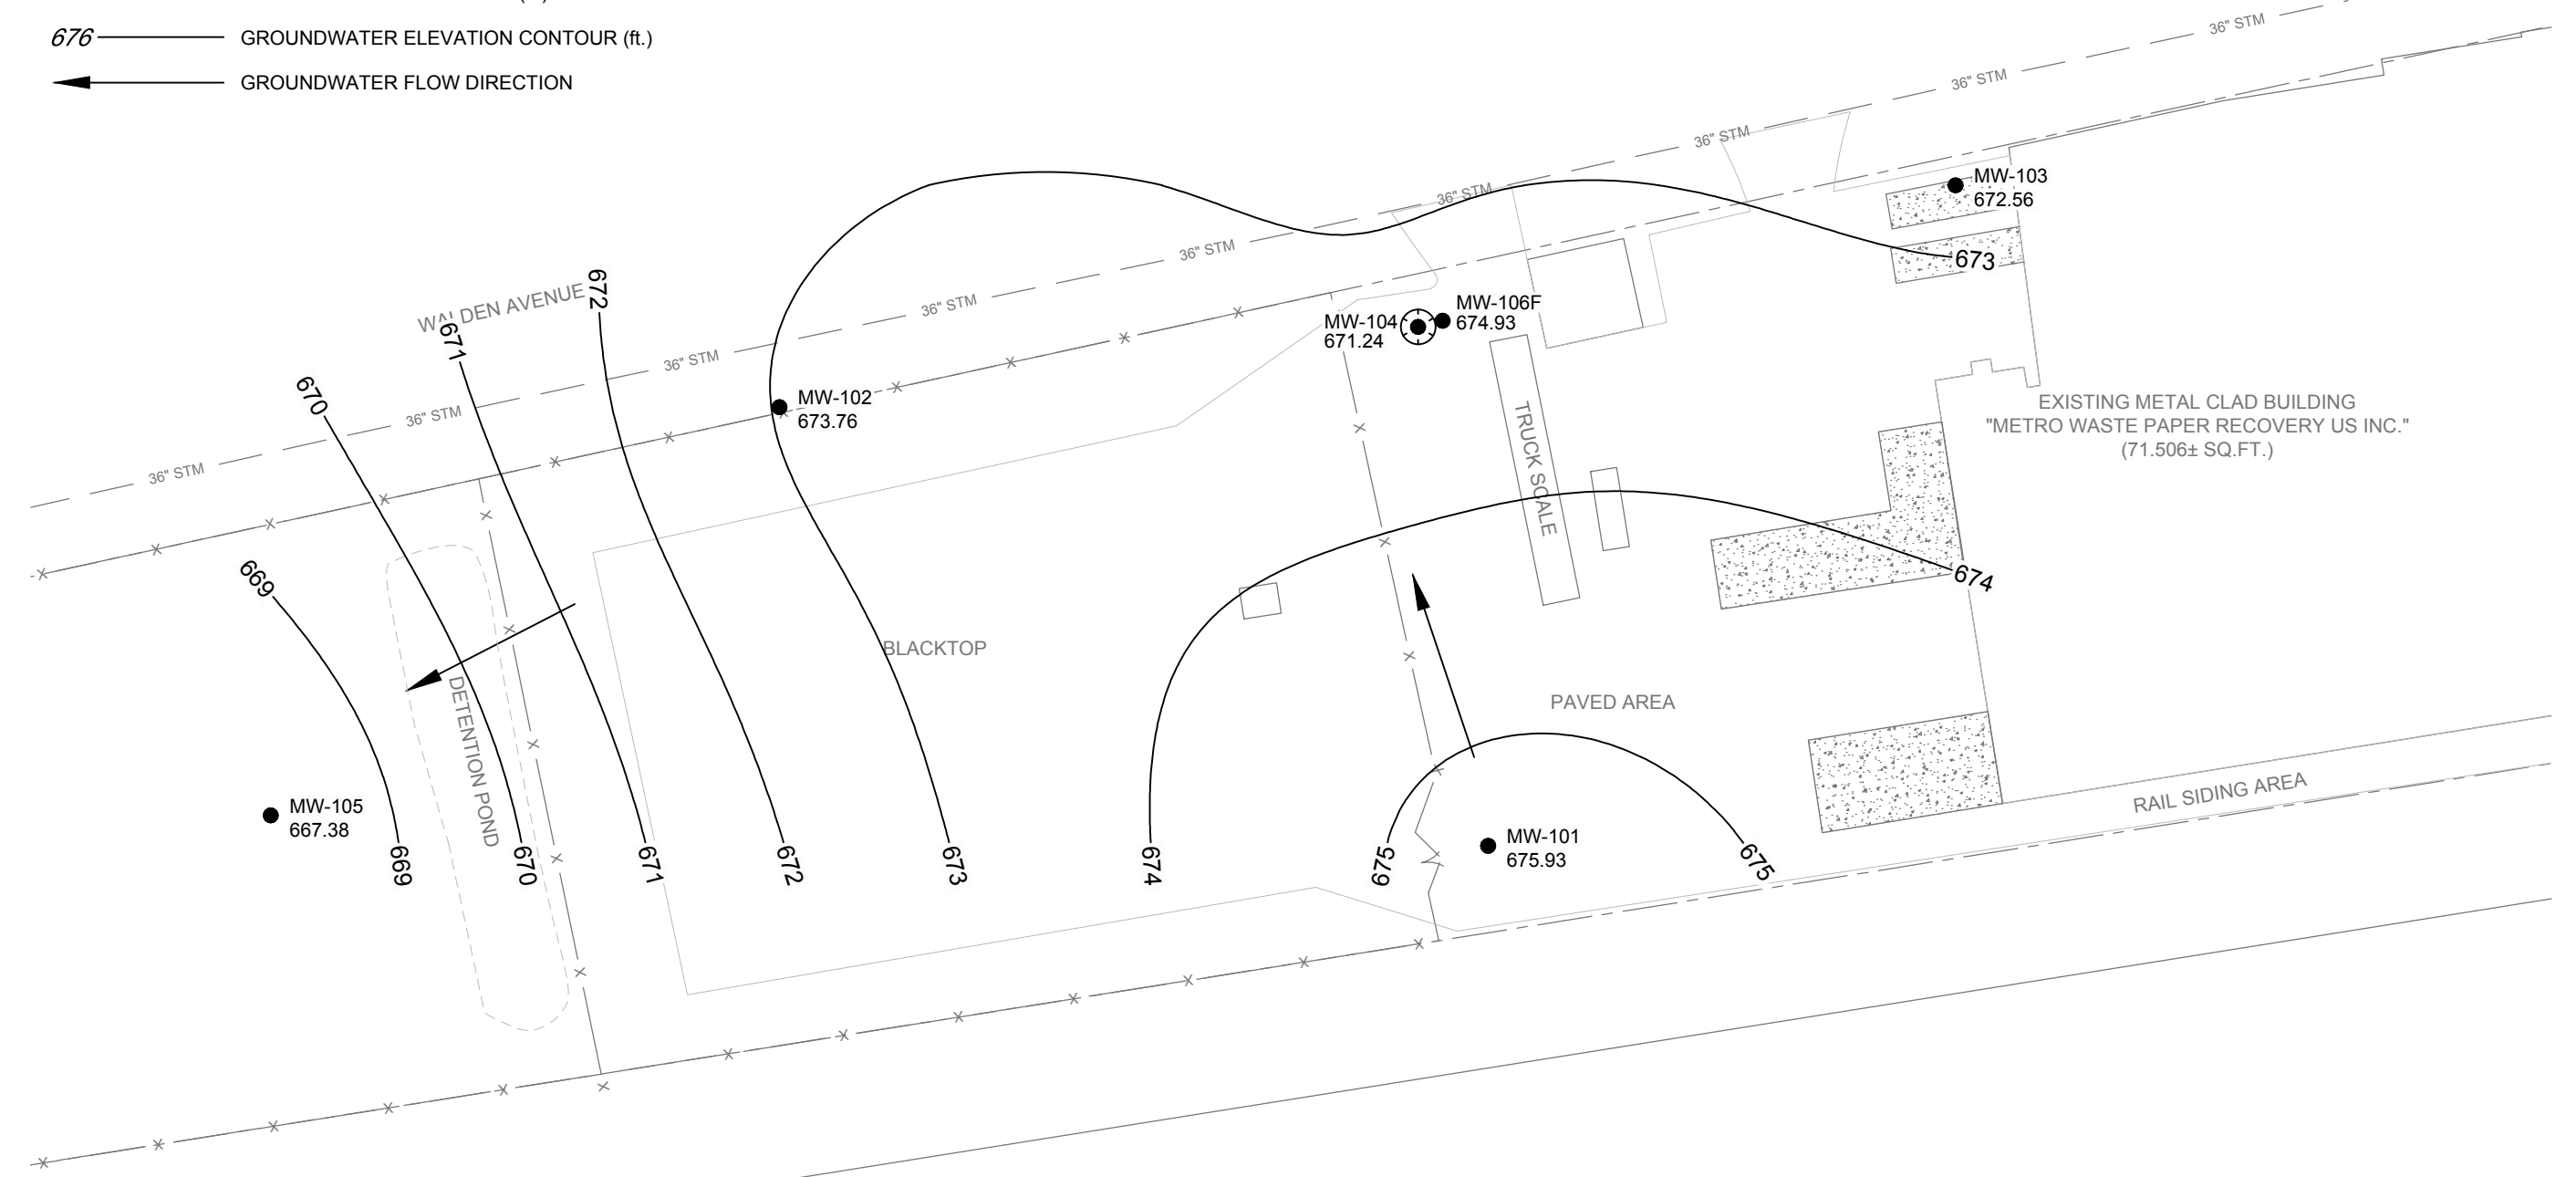 676 GROUNDWATER ELEVATION CONTOUR (ft.)
GROUNDWATER FLOW DIRECTION
36" STM
36" STM
36" STM
36" STM
36" STM
36" STM
36" STM
36" STM
36" STM
MW-103
672.56
673
WALDEN AVENUE
672
671
670
MW-106F
674.93
MW-104
671.24
MW-102
673.76
TRUCK SCALE
EXISTING METAL CLAD BUILDING
"METRO WASTE PAPER RECOVERY US INC."
(71.506± SQ.FT.)
669
674
BLACKTOP
PAVED AREA
DETENTION POND
MW-105
667.38
MW-101
675.93
RAIL SIDING AREA
669
670
671
672
673
674
675
675